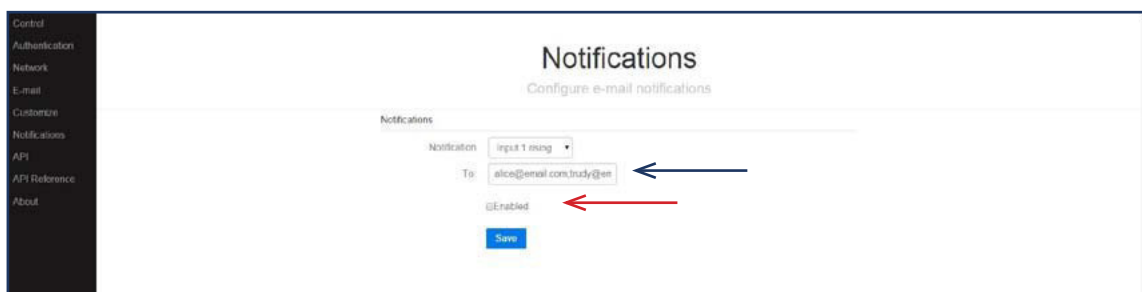 Control
Authentication
Network
E-mail
Customize
Notifications
API
API Reference
About
Notifications
Configure e-mail notifications
Notifications
Notification Input 1 rising
To alice@email.com;trudy@em
Enabled
Save